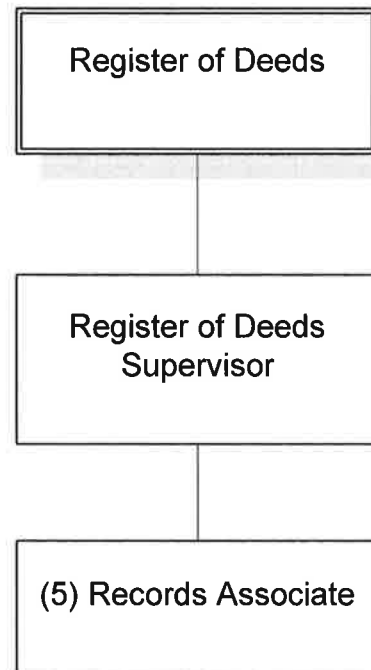 Register of Deeds
Register of Deeds
Supervisor
(5) Records Associate